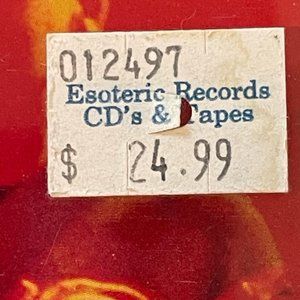 012497
Esoteric Records
CD's & Tapes
$ 24.99